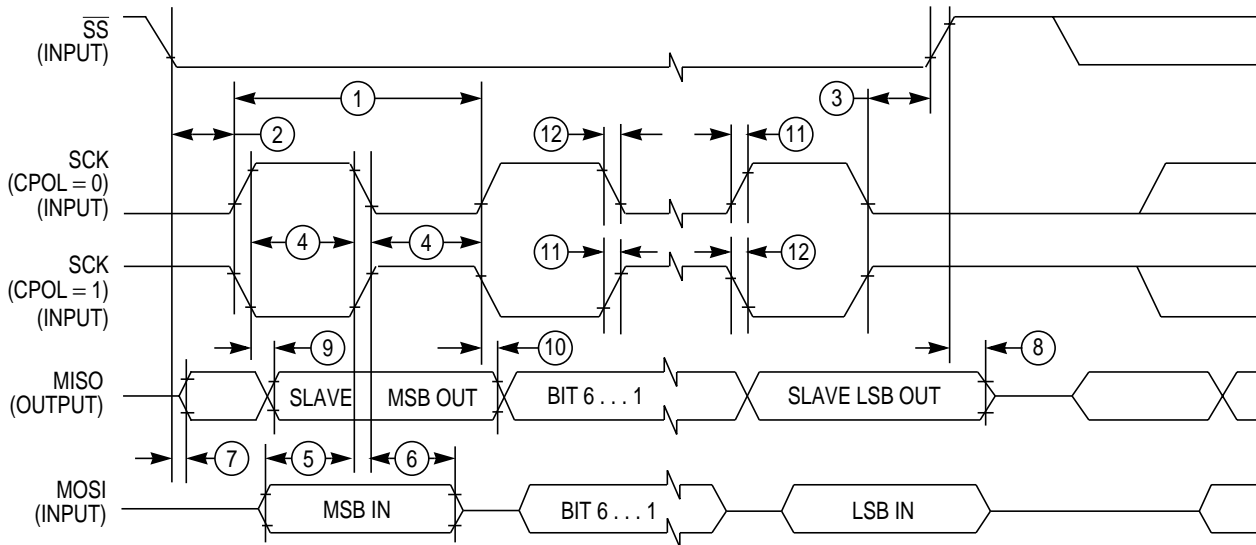 SS
(INPUT)
1
3
2
12
11
SCK
(CPOL = 0)
(INPUT)
4
4
11
12
SCK
(CPOL = 1)
(INPUT)
9
10
8
MISO
(OUTPUT)
SLAVE
MSB OUT
BIT 6 . . . 1
SLAVE LSB OUT
7
5
6
MOSI
(INPUT)
MSB IN
BIT 6 . . . 1
LSB IN